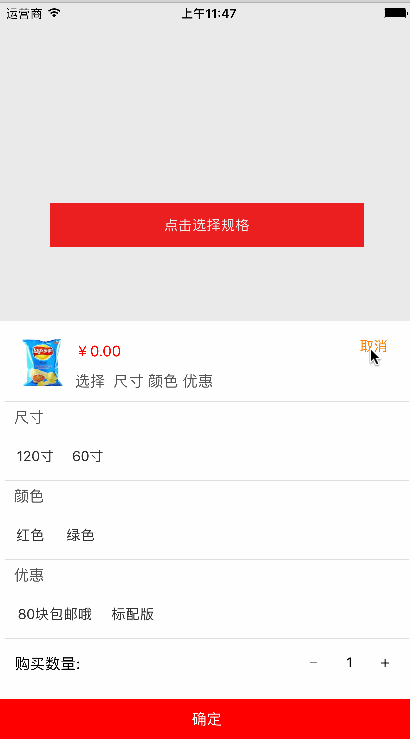 运营商 上午11:47
点击选择规格
¥ 0.00 取消
选择 尺寸 颜色 优惠
尺寸
120寸 60寸
颜色
红色 绿色
优惠
80块包邮哦 标配版
购买数量: − 1 +
确定